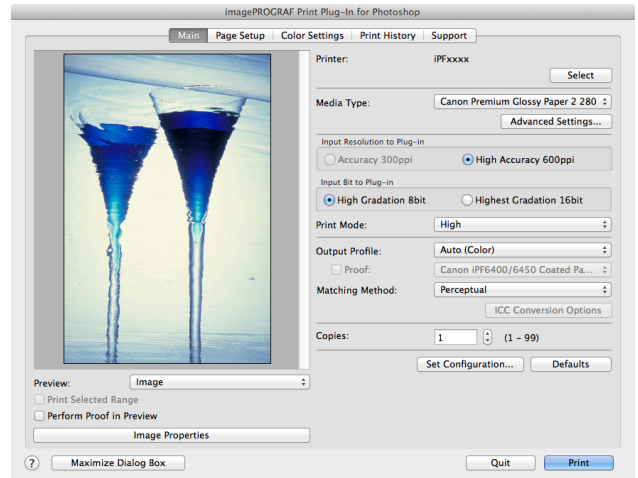 imagePROGRAF Print Plug-In for Photoshop
Main Page Setup Color Settings Print History Support
Printer: iPFxxxx
Select
Media Type: Canon Premium Glossy Paper 2 280
Advanced Settings...
Input Resolution to Plug-in
Accuracy 300ppi High Accuracy 600ppi
Input Bit to Plug-in
High Gradation 8bit Highest Gradation 16bit
Print Mode: High
Output Profile: Auto (Color)
Proof: Canon iPF6400/6450 Coated Pa...
Matching Method: Perceptual
ICC Conversion Options
Copies: 1 (1 – 99)
Set Configuration... Defaults
Preview: Image
Print Selected Range
Perform Proof in Preview
Image Properties
? Maximize Dialog Box Quit Print